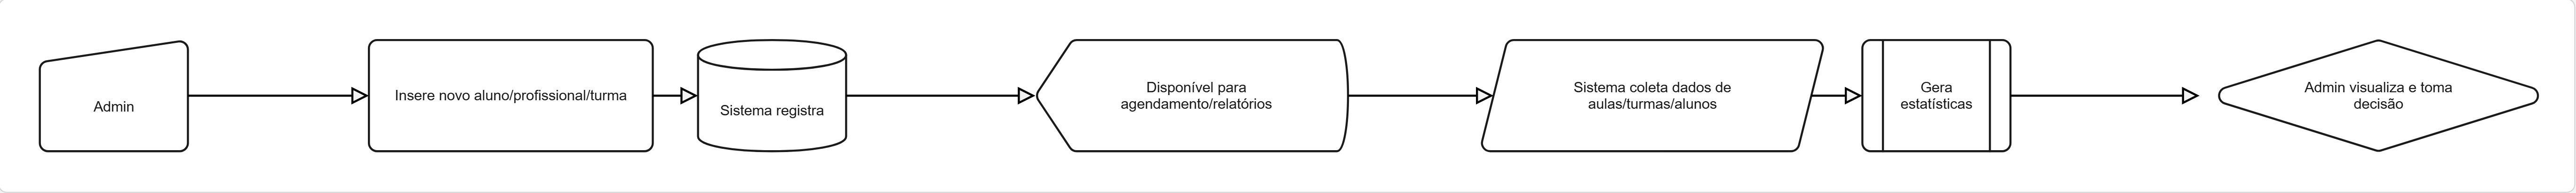 Admin
Insere novo aluno/profissional/turma
Sistema registra
Disponível para
agendamento/relatórios
Sistema coleta dados de
aulas/turmas/alunos
Gera
estatísticas
Admin visualiza e toma
decisão